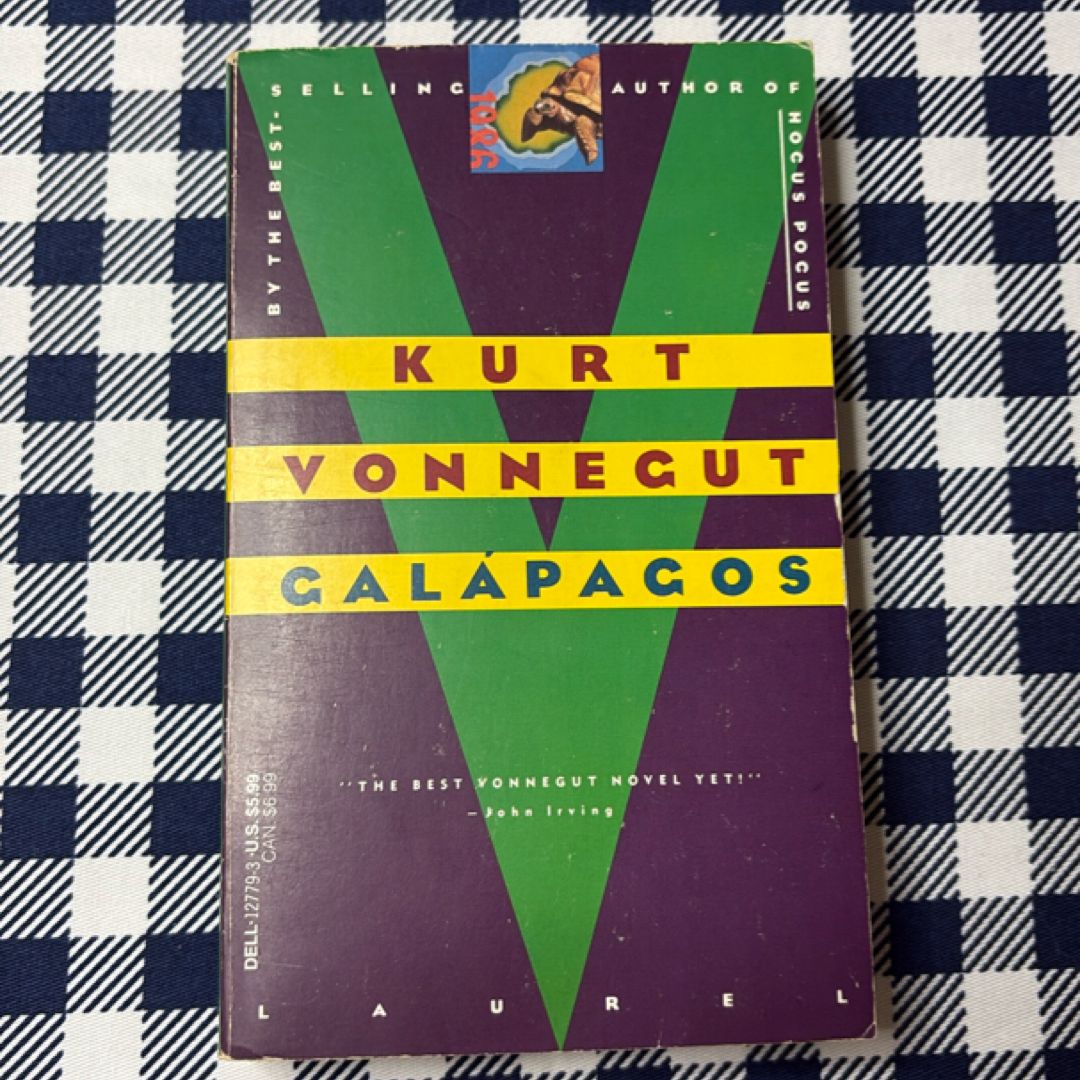 BY THE BEST-
SELLING
AUTHOR OF
HOCUS POCUS
1986
KURT
VONNEGUT
GALÁPAGOS
"THE BEST VONNEGUT NOVEL YET!"
—John Irving
DELL•12779-3•U.S. $5.99
CAN. $6.99
LAUREL